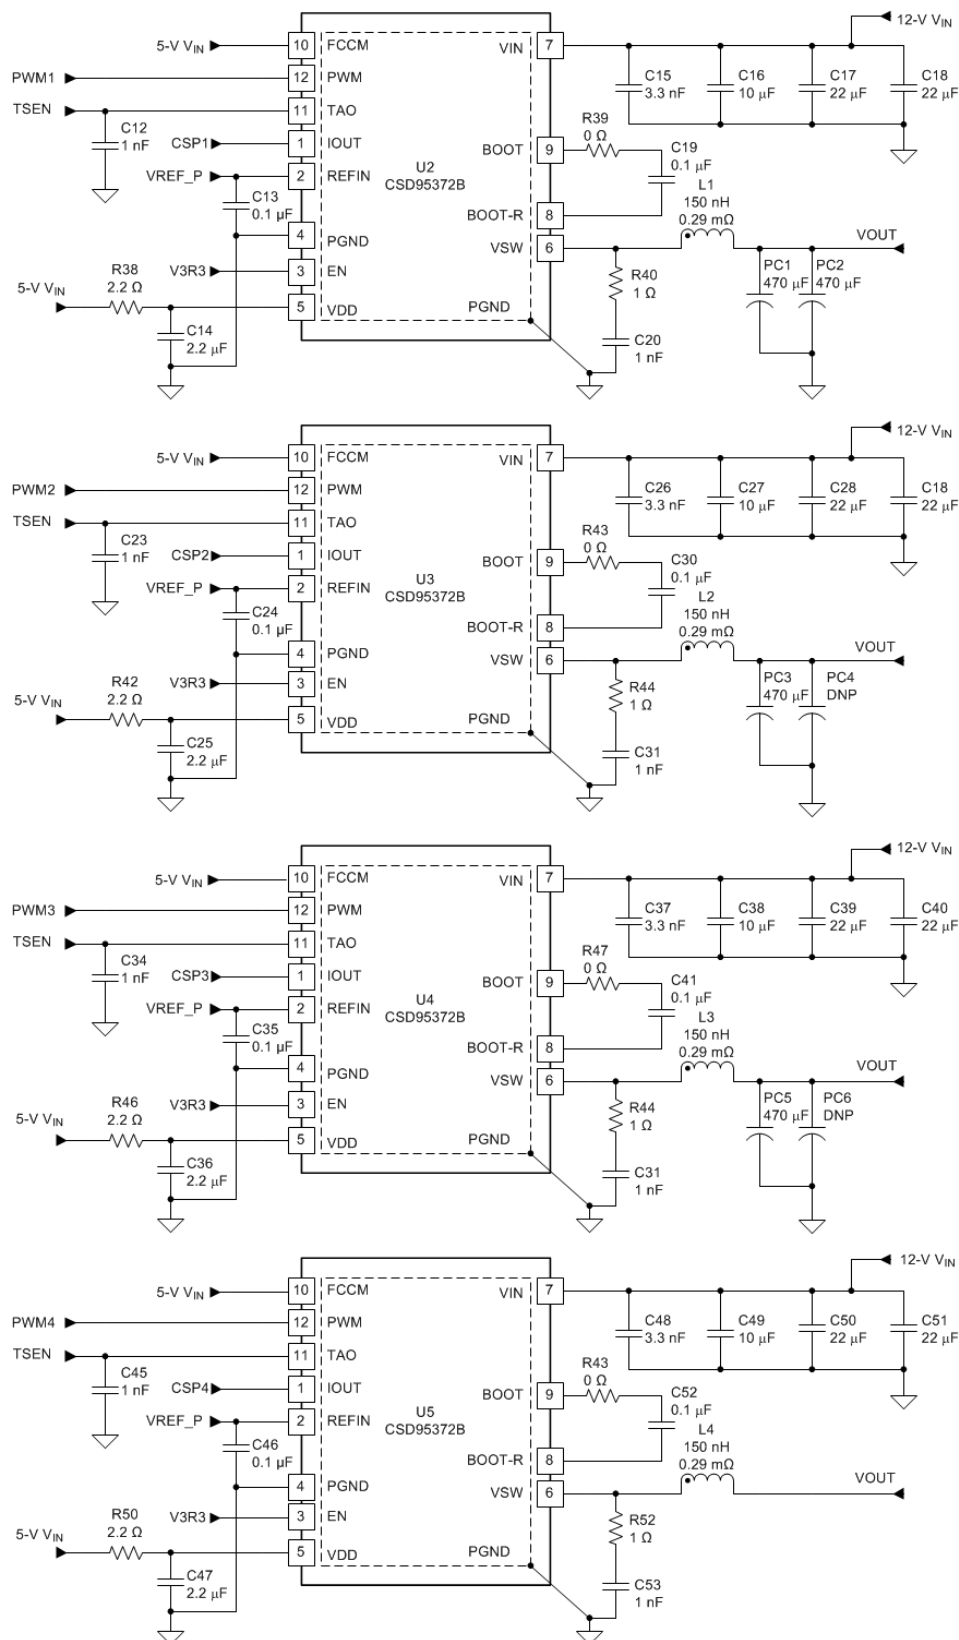 12-V VIN
5-V VIN
10
FCCM
VIN
7
PWM1
12
PWM
C15
3.3 nF
C16
10 µF
C17
22 µF
C18
22 µF
TSEN
11
TAO
C12
1 nF
CSP1
1
IOUT
U2
CSD95372B
BOOT
9
R39
0 Ω
C19
0.1 µF
VREF_P
2
REFIN
C13
0.1 µF
BOOT-R
8
L1
150 nH
0.29 mΩ
4
PGND
VSW
6
VOUT
V3R3
3
EN
R40
1 Ω
PC1
470 µF
PC2
470 µF
5-V VIN
R38
2.2 Ω
5
VDD
PGND
C14
2.2 µF
C20
1 nF
12-V VIN
5-V VIN
10
FCCM
VIN
7
PWM2
12
PWM
C26
3.3 nF
C27
10 µF
C28
22 µF
C18
22 µF
TSEN
11
TAO
C23
1 nF
CSP2
1
IOUT
U3
CSD95372B
BOOT
9
R43
0 Ω
C30
0.1 µF
VREF_P
2
REFIN
C24
0.1 µF
BOOT-R
8
L2
150 nH
0.29 mΩ
4
PGND
VSW
6
VOUT
V3R3
3
EN
R44
1 Ω
PC3
470 µF
PC4
DNP
5-V VIN
R42
2.2 Ω
5
VDD
PGND
C25
2.2 µF
C31
1 nF
12-V VIN
5-V VIN
10
FCCM
VIN
7
PWM3
12
PWM
C37
3.3 nF
C38
10 µF
C39
22 µF
C40
22 µF
TSEN
11
TAO
C34
1 nF
CSP3
1
IOUT
U4
CSD95372B
BOOT
9
R47
0 Ω
C41
0.1 µF
VREF_P
2
REFIN
C35
0.1 µF
BOOT-R
8
L3
150 nH
0.29 mΩ
4
PGND
VSW
6
VOUT
V3R3
3
EN
R44
1 Ω
PC5
470 µF
PC6
DNP
5-V VIN
R46
2.2 Ω
5
VDD
PGND
C36
2.2 µF
C31
1 nF
12-V VIN
5-V VIN
10
FCCM
VIN
7
PWM4
12
PWM
C48
3.3 nF
C49
10 µF
C50
22 µF
C51
22 µF
TSEN
11
TAO
C45
1 nF
CSP4
1
IOUT
U5
CSD95372B
BOOT
9
R43
0 Ω
C52
0.1 µF
VREF_P
2
REFIN
C46
0.1 µF
BOOT-R
8
L4
150 nH
0.29 mΩ
4
PGND
VSW
6
VOUT
V3R3
3
EN
R52
1 Ω
5-V VIN
R50
2.2 Ω
5
VDD
PGND
C47
2.2 µF
C53
1 nF